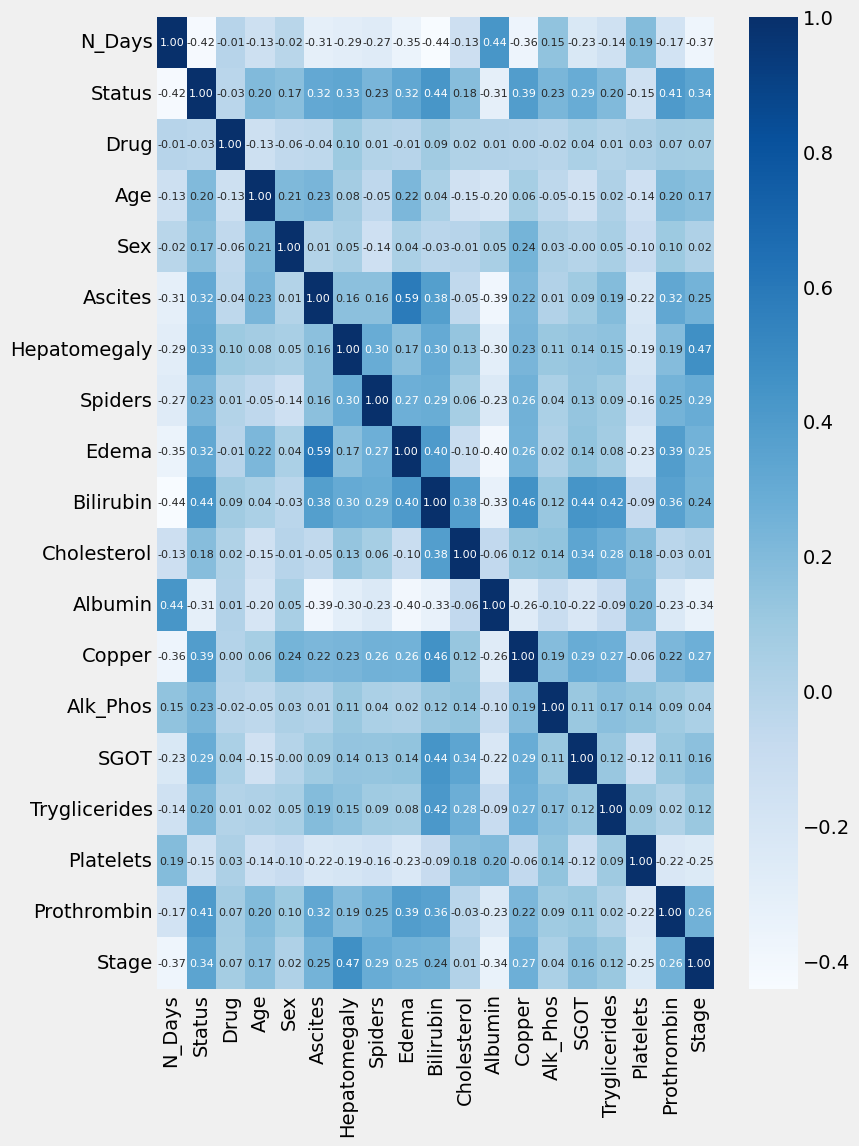 N_Days 1.00 -0.42 -0.01 -0.13 -0.02 -0.31 -0.29 -0.27 -0.35 -0.44 -0.13 0.44 -0.36 0.15 -0.23 -0.14 0.19 -0.17 -0.37
Status -0.42 1.00 -0.03 0.20 0.17 0.32 0.33 0.23 0.32 0.44 0.18 -0.31 0.39 0.23 0.29 0.20 -0.15 0.41 0.34
Drug -0.01 -0.03 1.00 -0.13 -0.06 -0.04 0.10 0.01 -0.01 0.09 0.02 0.01 0.00 -0.02 0.04 0.01 0.03 0.07 0.07
Age -0.13 0.20 -0.13 1.00 0.21 0.23 0.08 -0.05 0.22 0.04 -0.15 -0.20 0.06 -0.05 -0.15 0.02 -0.14 0.20 0.17
Sex -0.02 0.17 -0.06 0.21 1.00 0.01 0.05 -0.14 0.04 -0.03 -0.01 0.05 0.24 0.03 -0.00 0.05 -0.10 0.10 0.02
Ascites -0.31 0.32 -0.04 0.23 0.01 1.00 0.16 0.16 0.59 0.38 -0.05 -0.39 0.22 0.01 0.09 0.19 -0.22 0.32 0.25
Hepatomegaly -0.29 0.33 0.10 0.08 0.05 0.16 1.00 0.30 0.17 0.30 0.13 -0.30 0.23 0.11 0.14 0.15 -0.19 0.19 0.47
Spiders -0.27 0.23 0.01 -0.05 -0.14 0.16 0.30 1.00 0.27 0.29 0.06 -0.23 0.26 0.04 0.13 0.09 -0.16 0.25 0.29
Edema -0.35 0.32 -0.01 0.22 0.04 0.59 0.17 0.27 1.00 0.40 -0.10 -0.40 0.26 0.02 0.14 0.08 -0.23 0.39 0.25
Bilirubin -0.44 0.44 0.09 0.04 -0.03 0.38 0.30 0.29 0.40 1.00 0.38 -0.33 0.46 0.12 0.44 0.42 -0.09 0.36 0.24
Cholesterol -0.13 0.18 0.02 -0.15 -0.01 -0.05 0.13 0.06 -0.10 0.38 1.00 -0.06 0.12 0.14 0.34 0.28 0.18 -0.03 0.01
Albumin 0.44 -0.31 0.01 -0.20 0.05 -0.39 -0.30 -0.23 -0.40 -0.33 -0.06 1.00 -0.26 -0.10 -0.22 -0.09 0.20 -0.23 -0.34
Copper -0.36 0.39 0.00 0.06 0.24 0.22 0.23 0.26 0.26 0.46 0.12 -0.26 1.00 0.19 0.29 0.27 -0.06 0.22 0.27
Alk_Phos 0.15 0.23 -0.02 -0.05 0.03 0.01 0.11 0.04 0.02 0.12 0.14 -0.10 0.19 1.00 0.11 0.17 0.14 0.09 0.04
SGOT -0.23 0.29 0.04 -0.15 -0.00 0.09 0.14 0.13 0.14 0.44 0.34 -0.22 0.29 0.11 1.00 0.12 -0.12 0.11 0.16
Tryglicerides -0.14 0.20 0.01 0.02 0.05 0.19 0.15 0.09 0.08 0.42 0.28 -0.09 0.27 0.17 0.12 1.00 0.09 0.02 0.12
Platelets 0.19 -0.15 0.03 -0.14 -0.10 -0.22 -0.19 -0.16 -0.23 -0.09 0.18 0.20 -0.06 0.14 -0.12 0.09 1.00 -0.22 -0.25
Prothrombin -0.17 0.41 0.07 0.20 0.10 0.32 0.19 0.25 0.39 0.36 -0.03 -0.23 0.22 0.09 0.11 0.02 -0.22 1.00 0.26
Stage -0.37 0.34 0.07 0.17 0.02 0.25 0.47 0.29 0.25 0.24 0.01 -0.34 0.27 0.04 0.16 0.12 -0.25 0.26 1.00
N_Days
Status
Drug
Age
Sex
Ascites
Hepatomegaly
Spiders
Edema
Bilirubin
Cholesterol
Albumin
Copper
Alk_Phos
SGOT
Tryglicerides
Platelets
Prothrombin
Stage
1.0
0.8
0.6
0.4
0.2
0.0
−0.2
−0.4